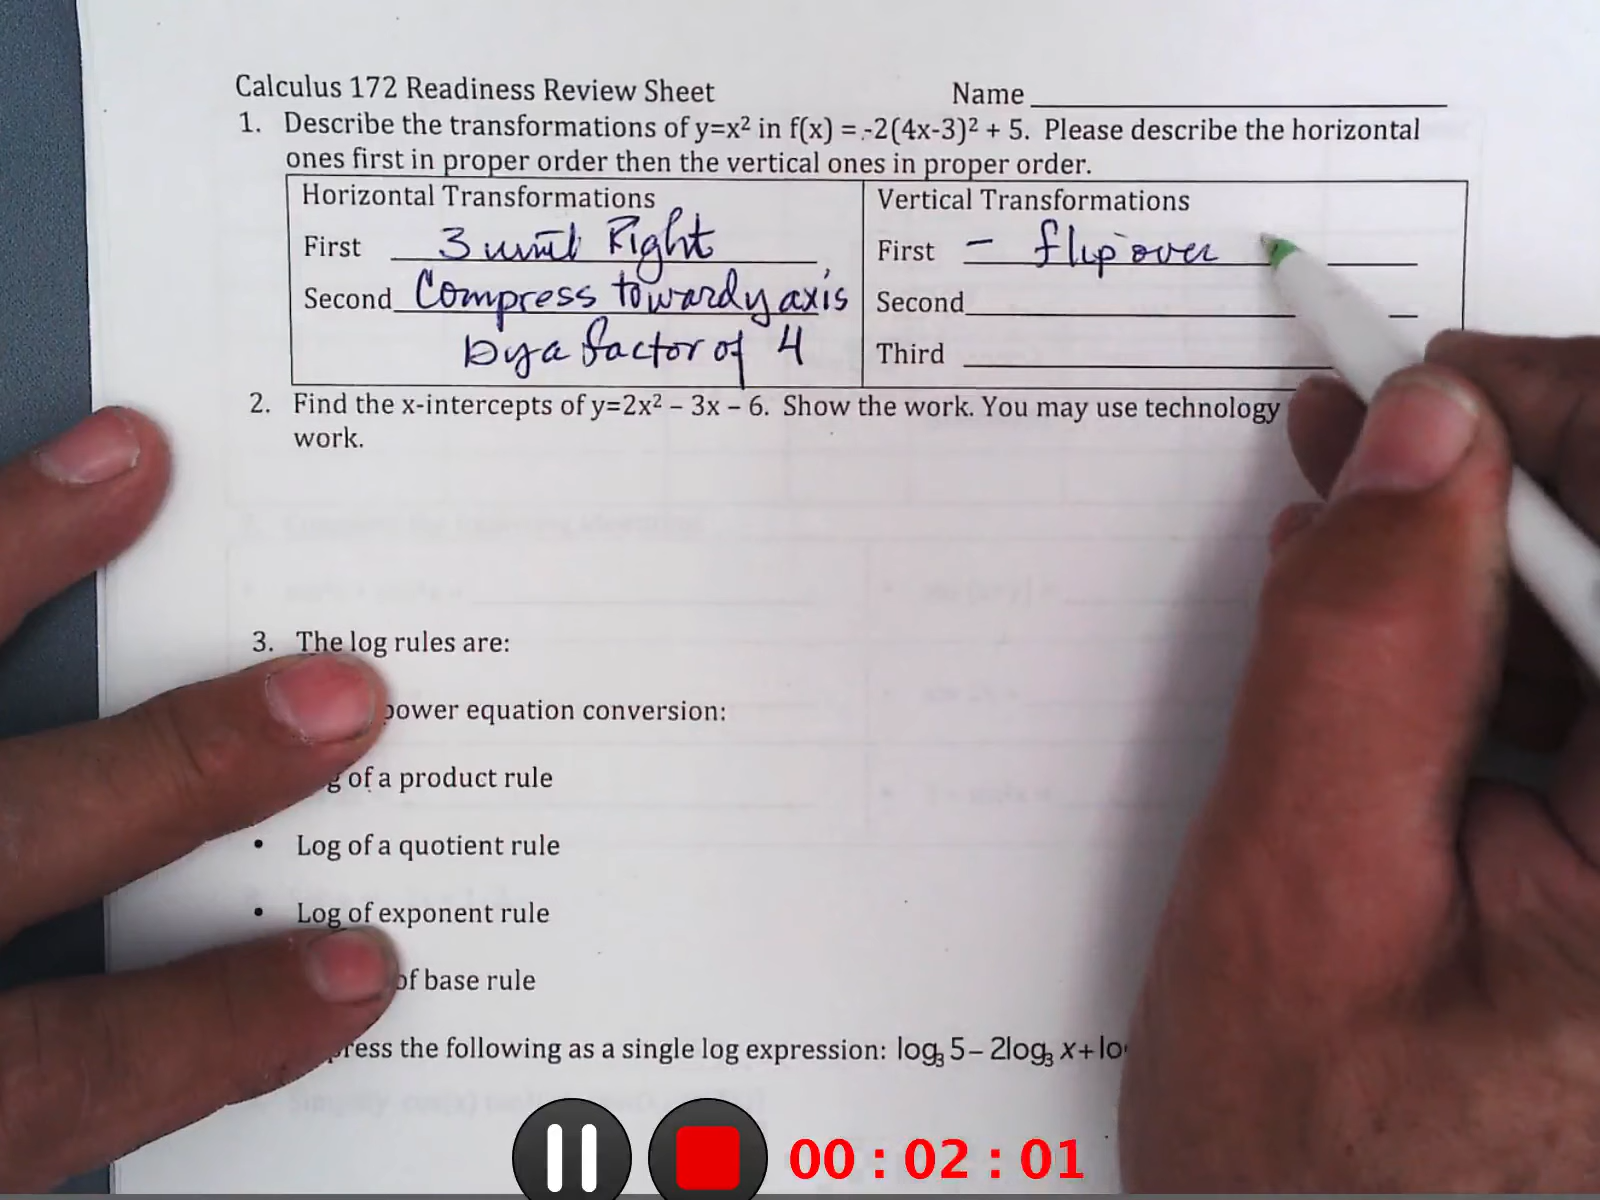 Calculus 172 Readiness Review Sheet Name
1. Describe the transformations of y=x² in f(x) = -2(4x-3)² + 5. Please describe the horizontal
ones first in proper order then the vertical ones in proper order.
Horizontal Transformations
First 3 unit Right
Second Compress toward y axis
by a factor of 4
Vertical Transformations
First – flip over
Second
Third
2. Find the x-intercepts of y=2x² – 3x – 6. Show the work. You may use technology
work.
3. The log rules are:
power equation conversion:
of a product rule
• Log of a quotient rule
• Log of exponent rule
of base rule
the following as a single log expression: log₃ 5 – 2log₃ x +
00 : 02 : 01